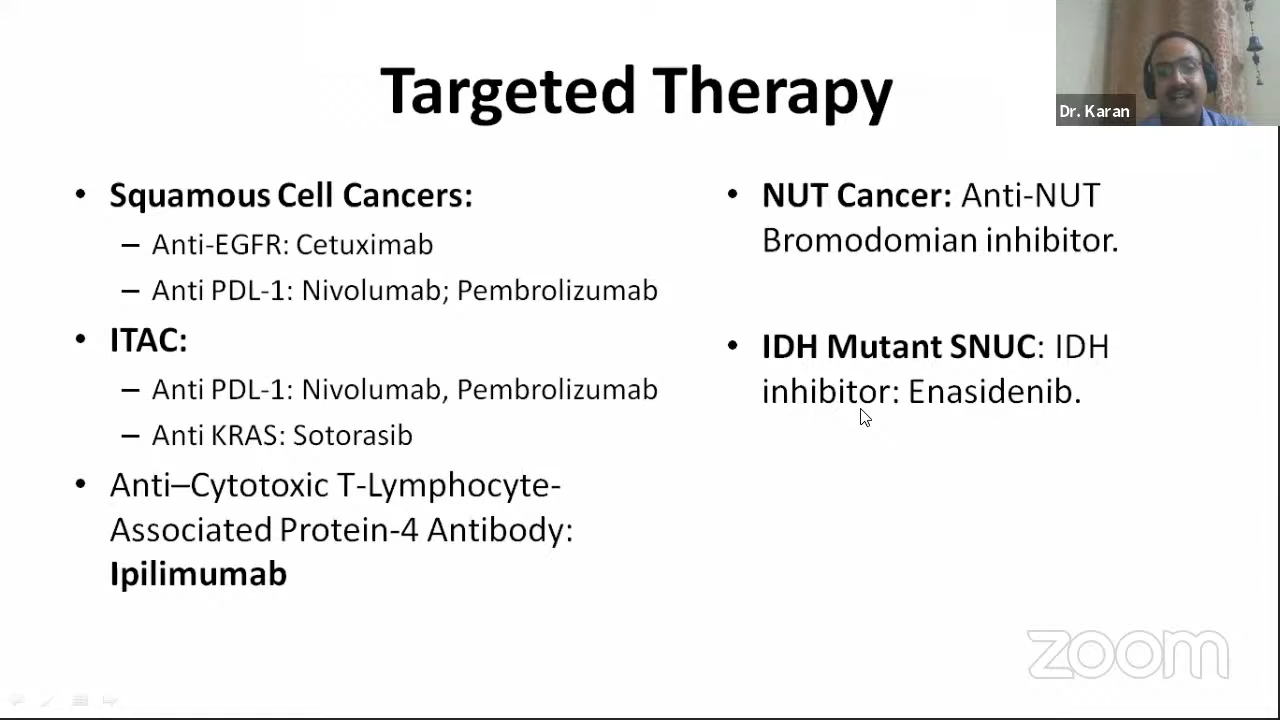 Targeted Therapy
Dr. Karan
• Squamous Cell Cancers:
– Anti-EGFR: Cetuximab
– Anti PDL-1: Nivolumab; Pembrolizumab
• ITAC:
– Anti PDL-1: Nivolumab, Pembrolizumab
– Anti KRAS: Sotorasib
• Anti–Cytotoxic T-Lymphocyte-
Associated Protein-4 Antibody:
Ipilimumab
• NUT Cancer: Anti-NUT
Bromodomian inhibitor.
• IDH Mutant SNUC: IDH
inhibitor: Enasidenib.
zoom